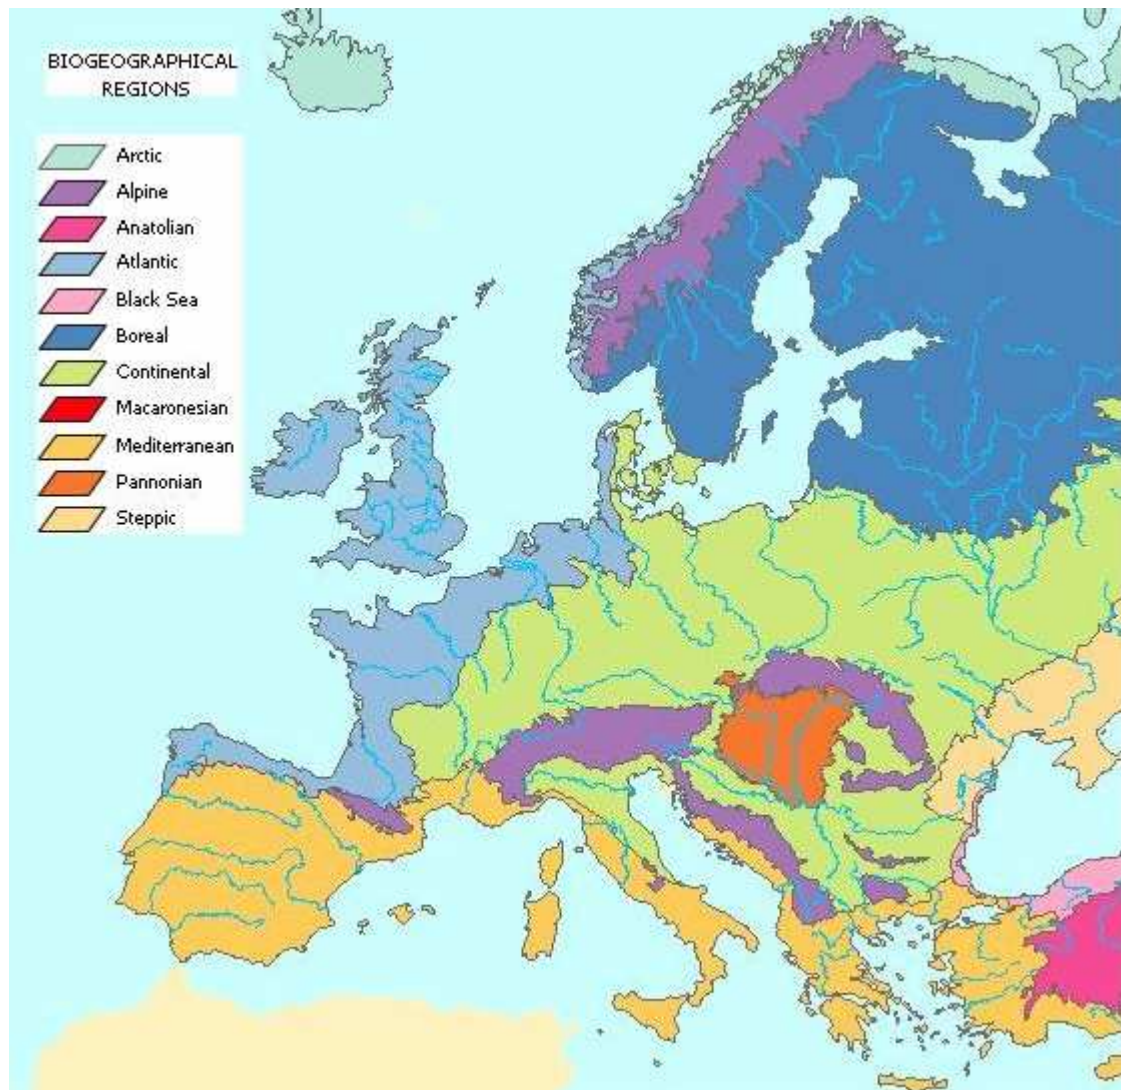 BIOGEOGRAPHICAL
REGIONS
Arctic
Alpine
Anatolian
Atlantic
Black Sea
Boreal
Continental
Macaronesian
Mediterranean
Pannonian
Steppic